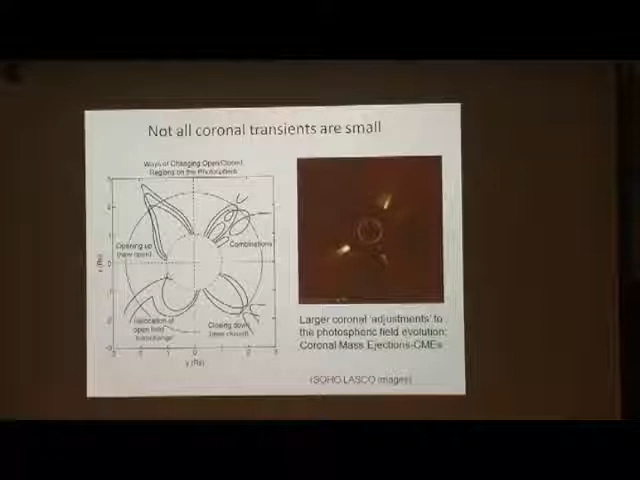 Not all coronal transients are small
Ways of Changing Open/Closed
Regions on the Photosphere
Opening up
(new open)
Combinations
Relocation of
open field
Closing down
(new closed)
y (Rs)
Larger coronal 'adjustments' to
the photospheric field evolution:
Coronal Mass Ejections-CMEs
(SOHO LASCO images)